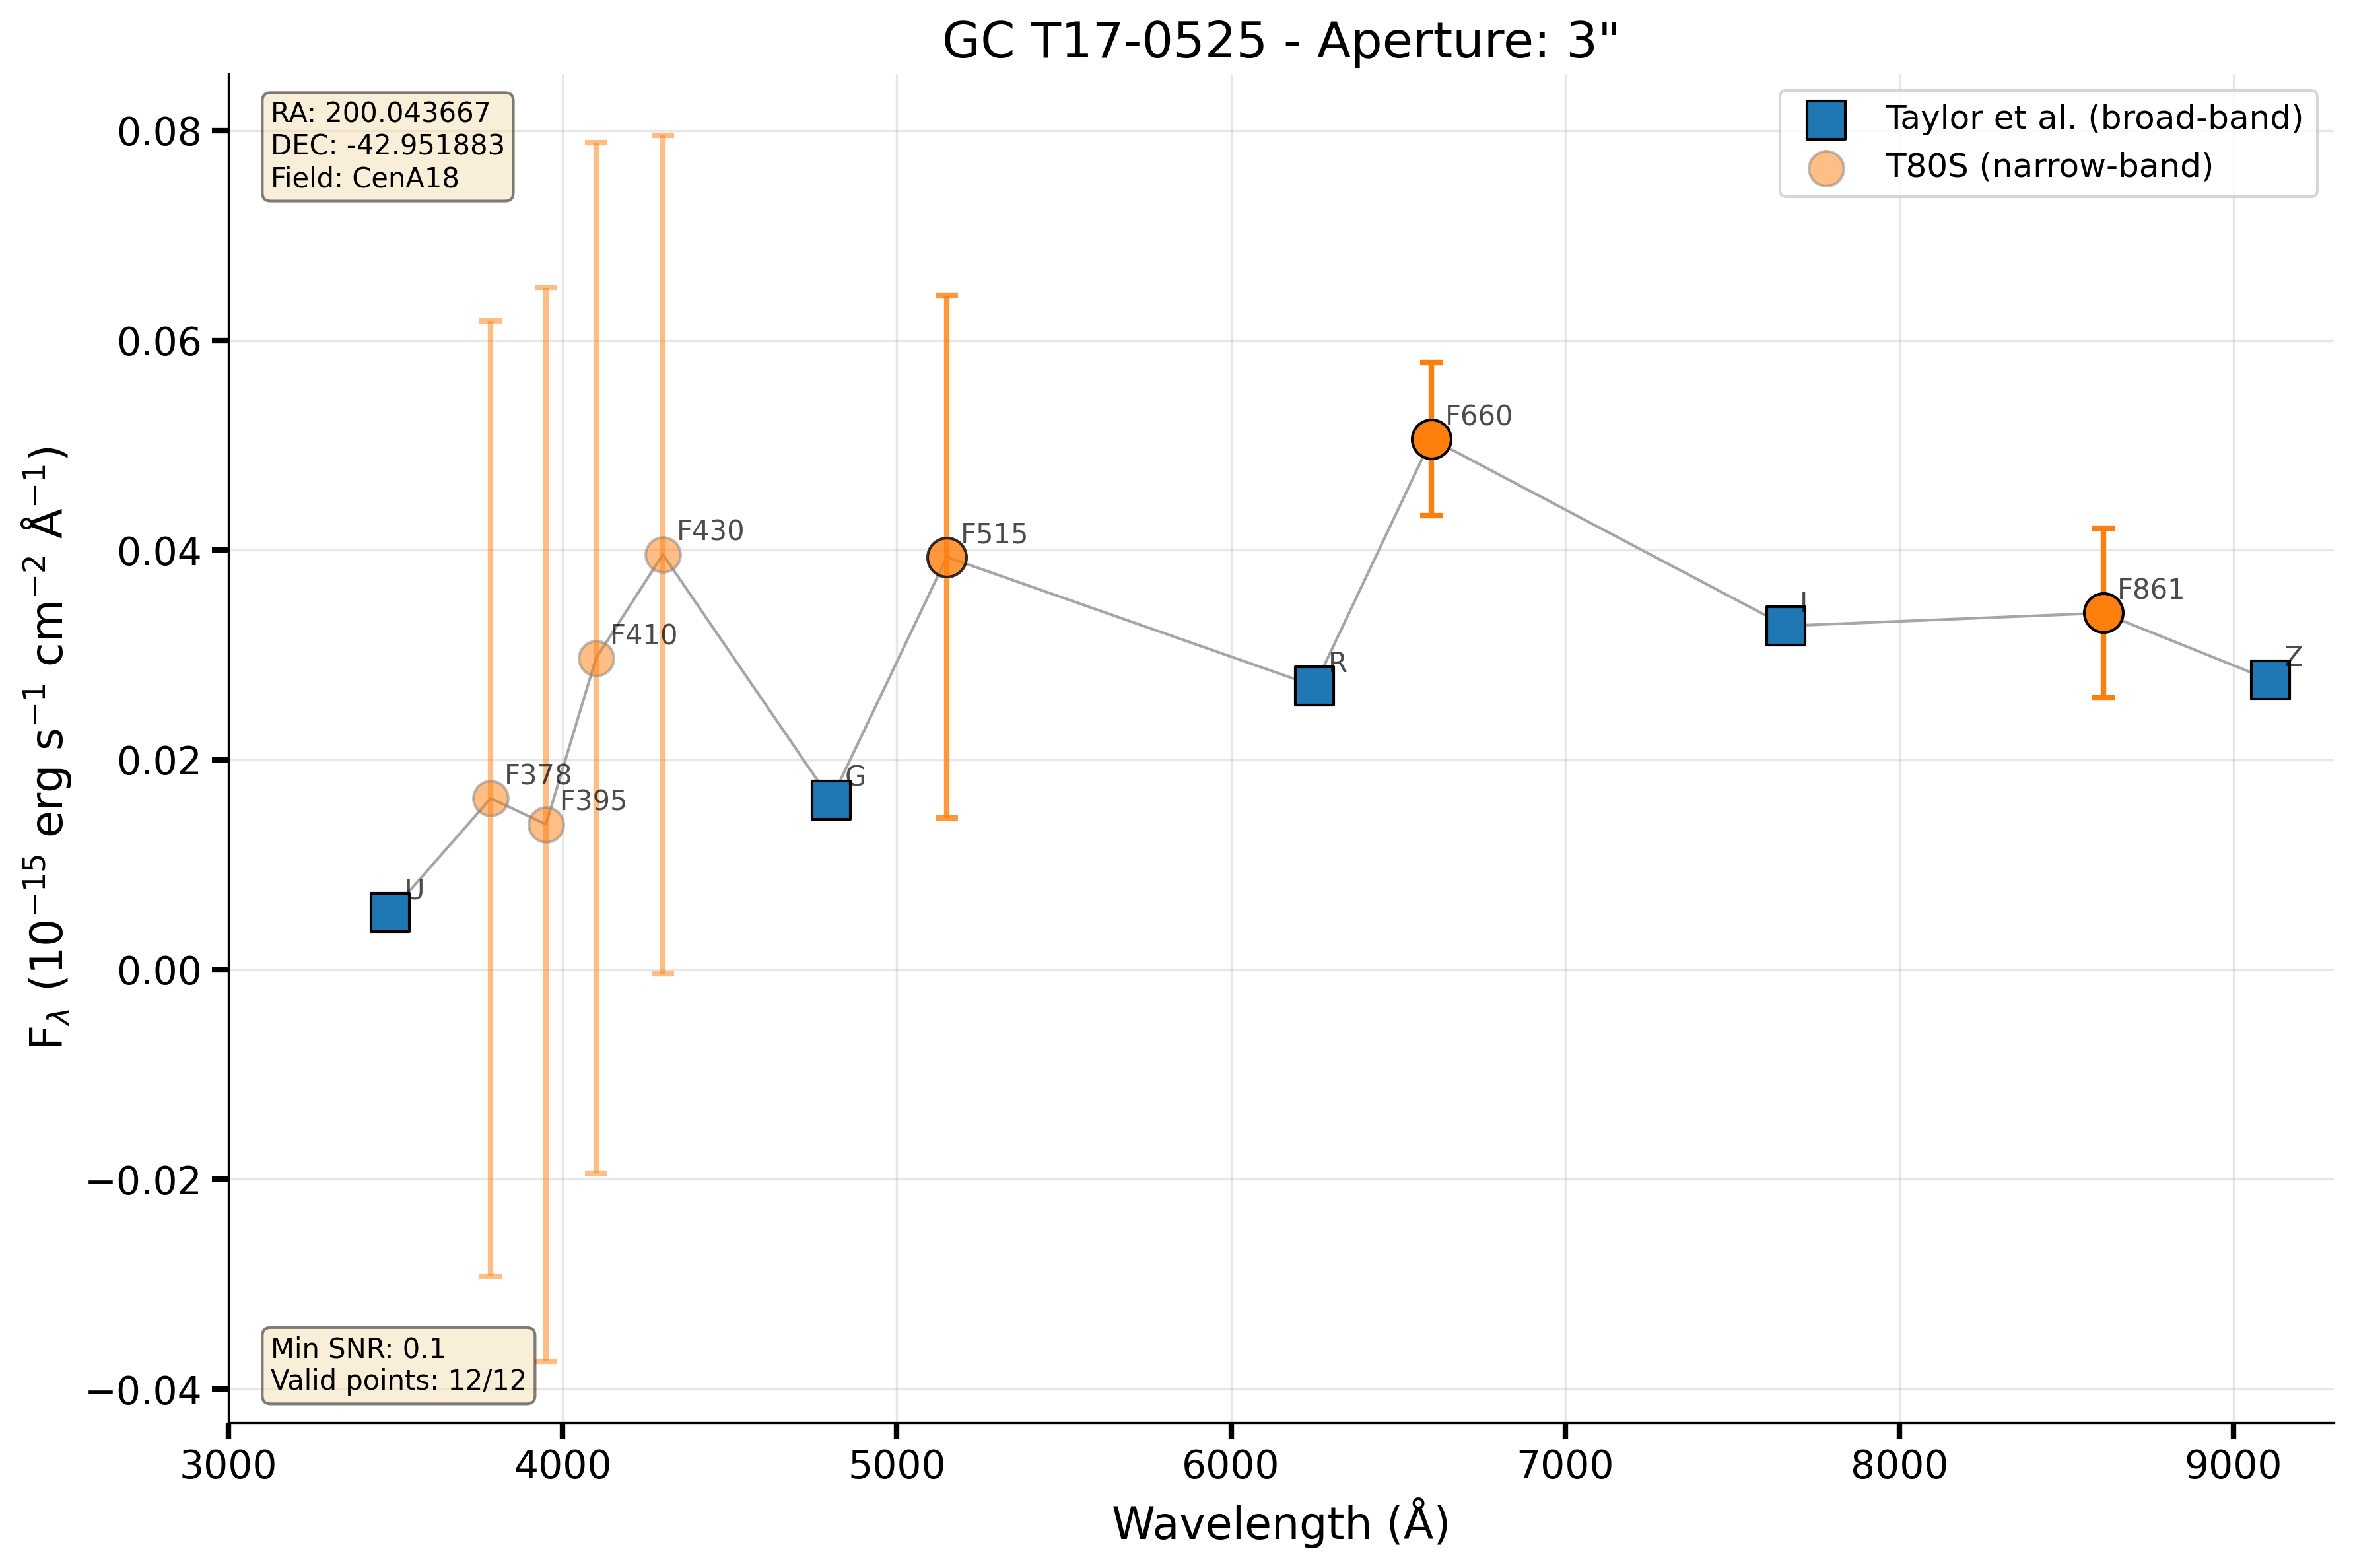 GC T17-0525 - Aperture: 3"
RA: 200.043667
DEC: -42.951883
Field: CenA18
Taylor et al. (broad-band)
T80S (narrow-band)
0.08
0.06
0.04
0.02
0.00
−0.02
−0.04
F_λ (10⁻¹⁵ erg s⁻¹ cm⁻² Å⁻¹)
U
F378
F395
F410
F430
G
F515
R
F660
I
F861
Z
Min SNR: 0.1
Valid points: 12/12
3000 4000 5000 6000 7000 8000 9000
Wavelength (Å)